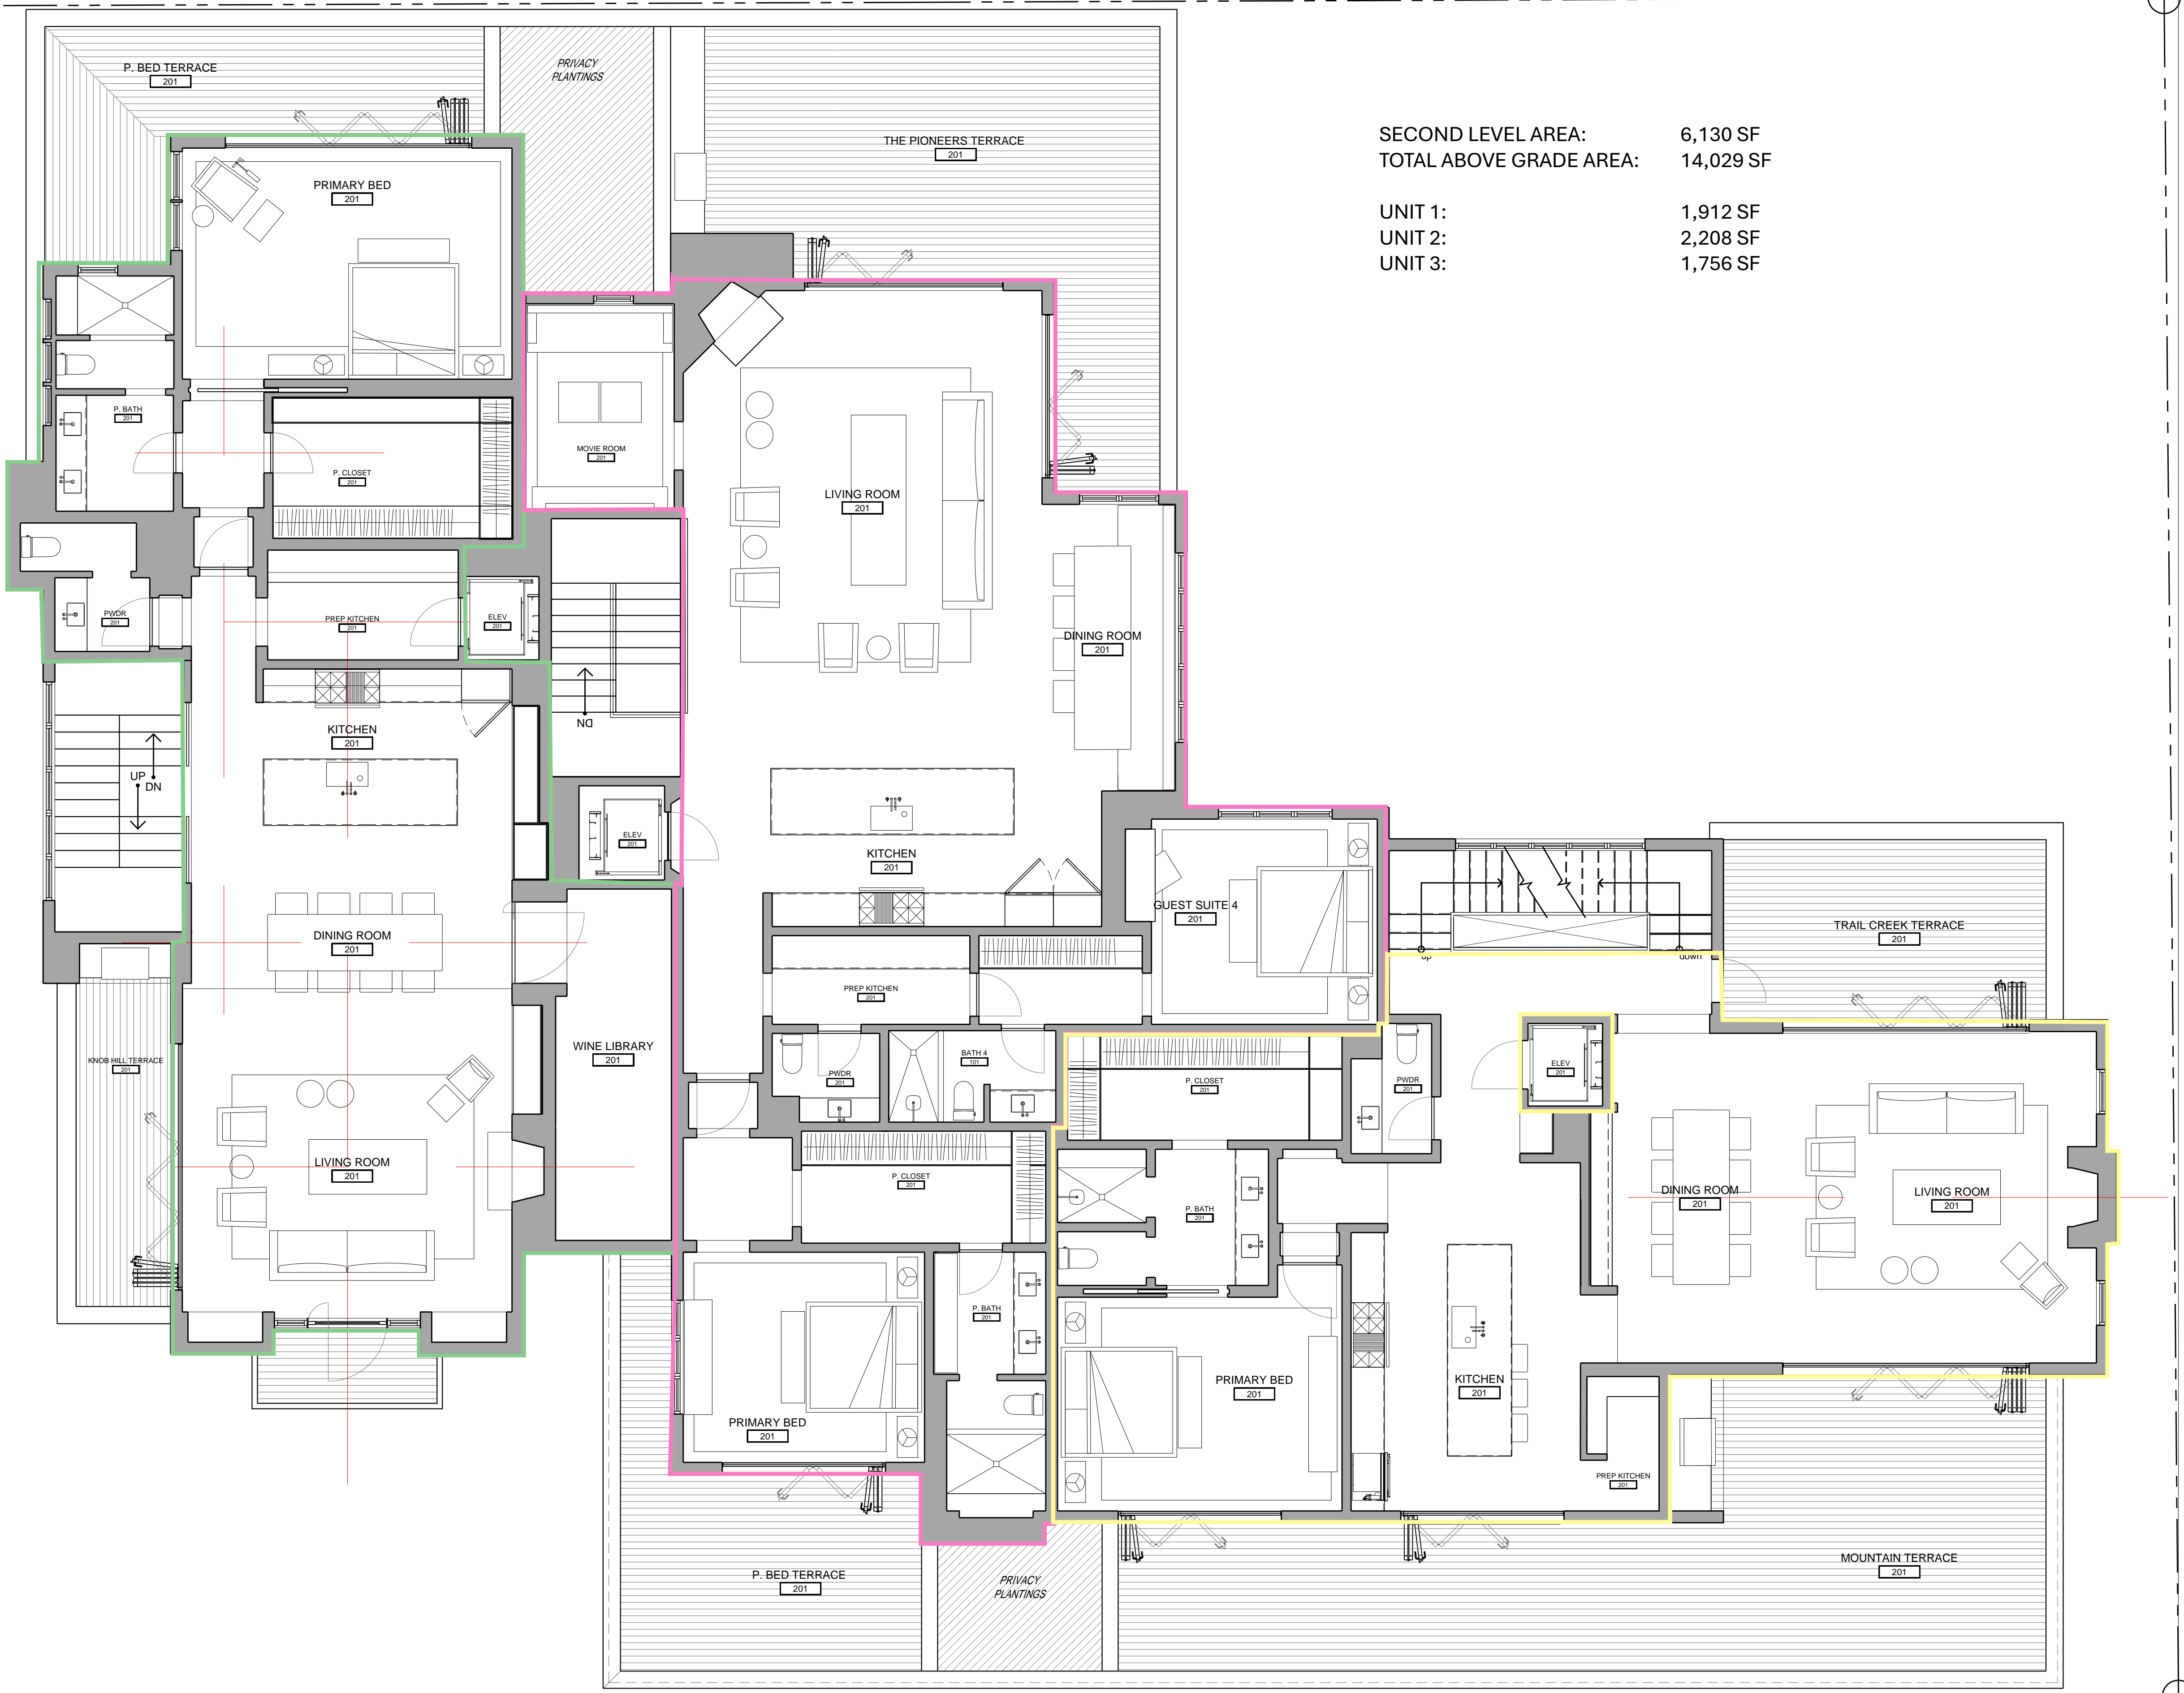 P. BED TERRACE
201
PRIVACY
PLANTINGS
THE PIONEERS TERRACE
201
SECOND LEVEL AREA: 6,130 SF
TOTAL ABOVE GRADE AREA: 14,029 SF
UNIT 1: 1,912 SF
UNIT 2: 2,208 SF
UNIT 3: 1,756 SF
PRIMARY BED
201
P. BATH
201
P. CLOSET
201
MOVIE ROOM
201
LIVING ROOM
201
PWDR
201
PREP KITCHEN
201
ELEV
201
DINING ROOM
201
DN
KITCHEN
201
UP
DN
ELEV
201
KITCHEN
201
GUEST SUITE 4
201
DINING ROOM
201
TRAIL CREEK TERRACE
201
up
down
PREP KITCHEN
201
KNOB HILL TERRACE
201
WINE LIBRARY
201
PWDR
201
BATH 4
101
P. CLOSET
201
PWDR
201
ELEV
201
LIVING ROOM
201
P. CLOSET
201
P. BATH
201
DINING ROOM
201
LIVING ROOM
201
P. BATH
201
PRIMARY BED
201
PRIMARY BED
201
KITCHEN
201
PREP KITCHEN
201
P. BED TERRACE
201
PRIVACY
PLANTINGS
MOUNTAIN TERRACE
201